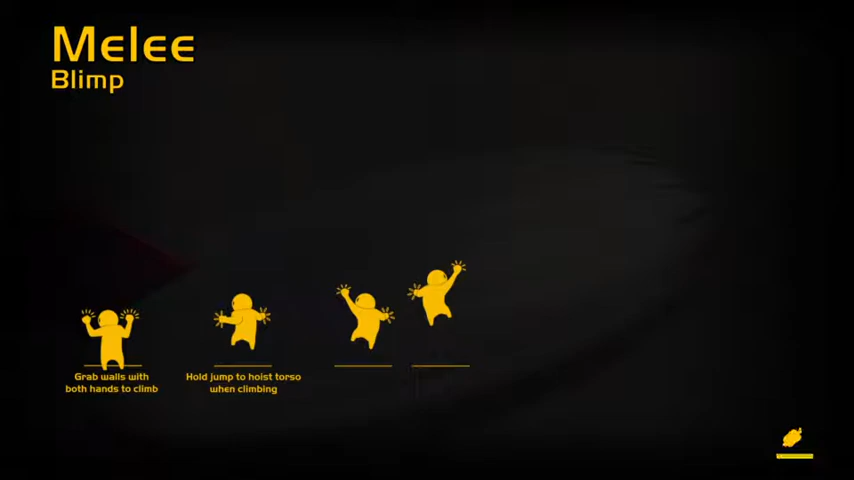 Melee
Blimp
Grab walls with
both hands to climb
Hold jump to hoist torso
when climbing